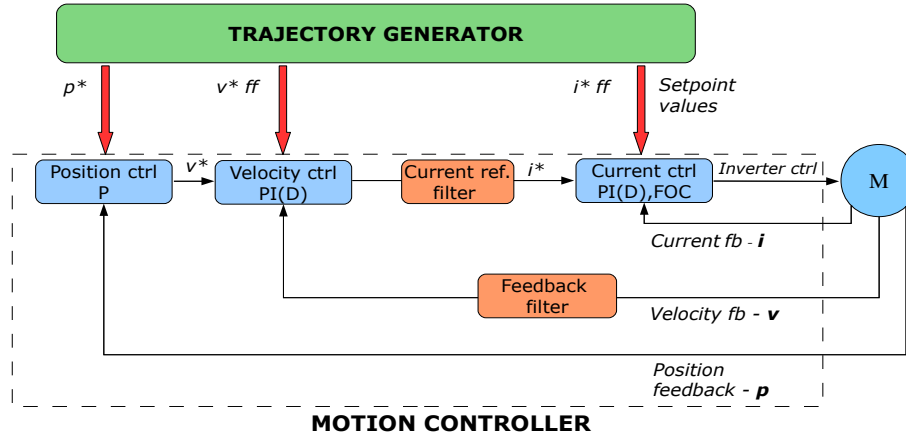 TRAJECTORY GENERATOR
p*
v* ff
i* ff
Setpoint
values
Position ctrl
P
v*
Velocity ctrl
PI(D)
Current ref.
filter
i*
Current ctrl
PI(D),FOC
Inverter ctrl
M
Current fb - i
Feedback
filter
Velocity fb - v
Position
feedback - p
MOTION CONTROLLER